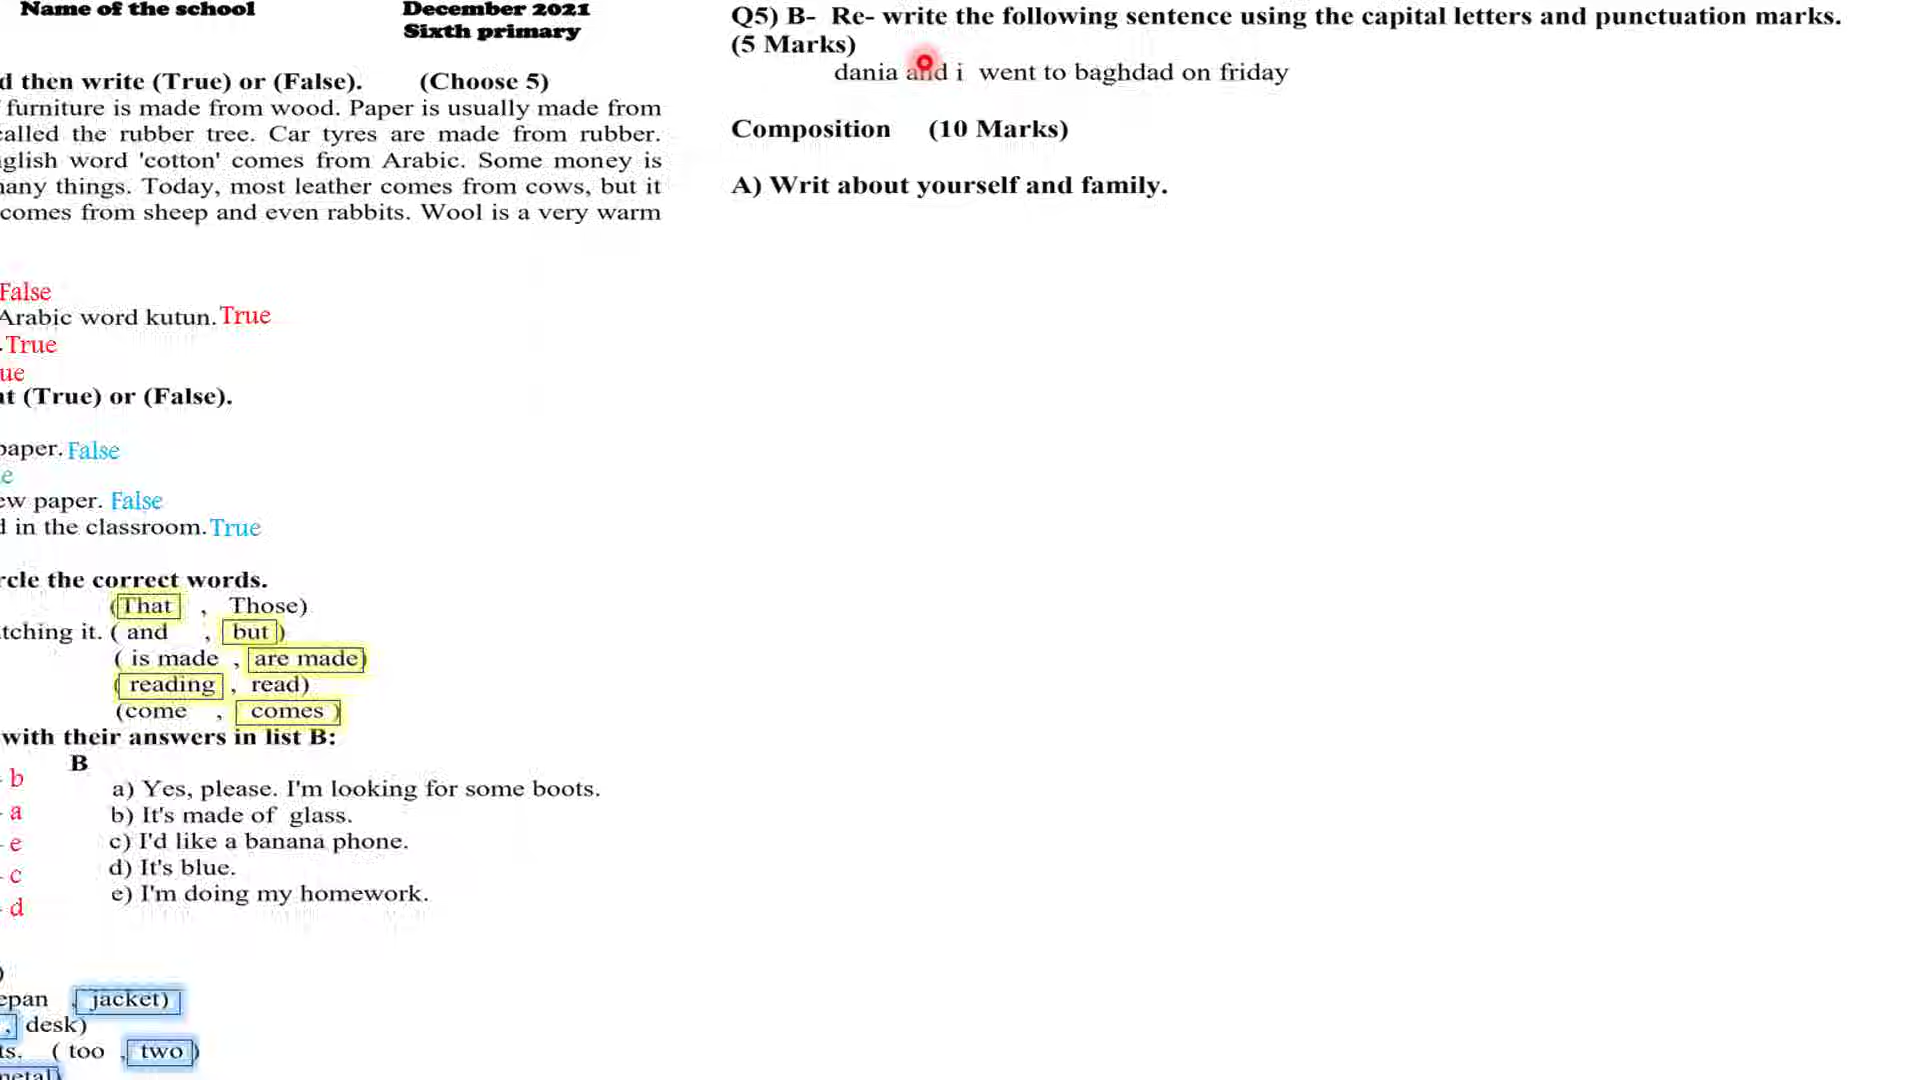 Name of the school December 2021
Sixth primary
d then write (True) or (False). (Choose 5)
furniture is made from wood. Paper is usually made from
called the rubber tree. Car tyres are made from rubber.
glish word 'cotton' comes from Arabic. Some money is
many things. Today, most leather comes from cows, but it
comes from sheep and even rabbits. Wool is a very warm
False
Arabic word kutun. True
. True
ue
at (True) or (False).
paper. False
e
ew paper. False
d in the classroom. True
rcle the correct words.
(That , Those)
tching it. ( and , but )
( is made , are made)
( reading , read)
(come , comes )
with their answers in list B:
B
b
a) Yes, please. I'm looking for some boots.
a
b) It's made of glass.
e
c) I'd like a banana phone.
c
d) It's blue.
d
e) I'm doing my homework.
)
epan , jacket)
, desk)
ts. ( too , two )
metal)
Q5) B- Re- write the following sentence using the capital letters and punctuation marks.
(5 Marks)
dania and i went to baghdad on friday
Composition (10 Marks)
A) Writ about yourself and family.